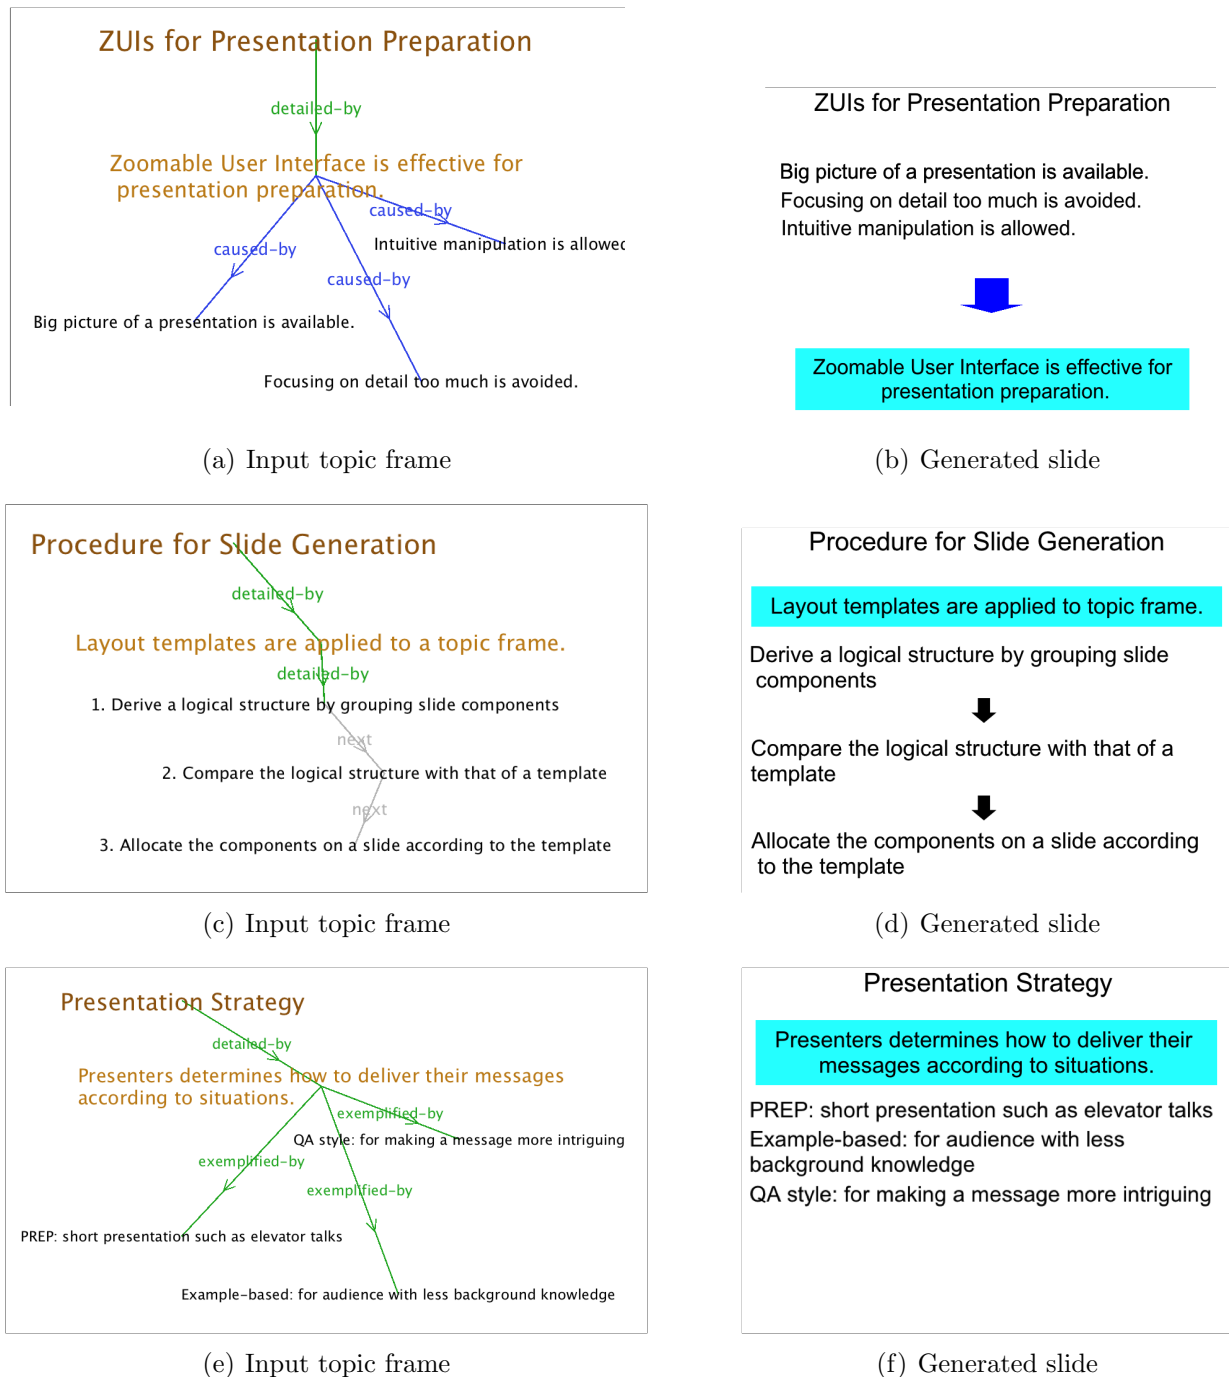 ZUIs for Presentation Preparation
detailed-by
Zoomable User Interface is effective for
presentation preparation.
caused-by
Intuitive manipulation is allowed
caused-by
caused-by
Big picture of a presentation is available.
Focusing on detail too much is avoided.
(a) Input topic frame
ZUIs for Presentation Preparation
Big picture of a presentation is available.
Focusing on detail too much is avoided.
Intuitive manipulation is allowed.
Zoomable User Interface is effective for
presentation preparation.
(b) Generated slide
Procedure for Slide Generation
detailed-by
Layout templates are applied to a topic frame.
detailed-by
1. Derive a logical structure by grouping slide components
next
2. Compare the logical structure with that of a template
next
3. Allocate the components on a slide according to the template
(c) Input topic frame
Procedure for Slide Generation
Layout templates are applied to topic frame.
Derive a logical structure by grouping slide
components
Compare the logical structure with that of a
template
Allocate the components on a slide according
to the template
(d) Generated slide
Presentation Strategy
detailed-by
Presenters determines how to deliver their messages
according to situations.
exemplified-by
QA style: for making a message more intriguing
exemplified-by
exemplified-by
PREP: short presentation such as elevator talks
Example-based: for audience with less background knowledge
(e) Input topic frame
Presentation Strategy
Presenters determines how to deliver their
messages according to situations.
PREP: short presentation such as elevator talks
Example-based: for audience with less
background knowledge
QA style: for making a message more intriguing
(f) Generated slide